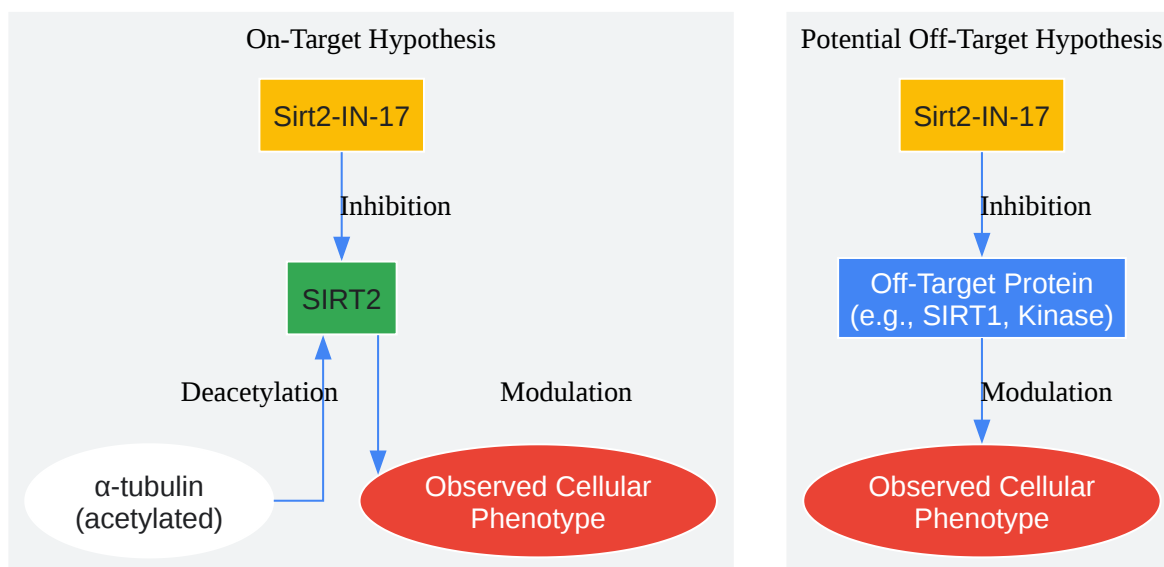 On-Target Hypothesis
Sirt2-IN-17
Inhibition
SIRT2
Deacetylation
Modulation
α-tubulin
(acetylated)
Observed Cellular
Phenotype
Potential Off-Target Hypothesis
Sirt2-IN-17
Inhibition
Off-Target Protein
(e.g., SIRT1, Kinase)
Modulation
Observed Cellular
Phenotype